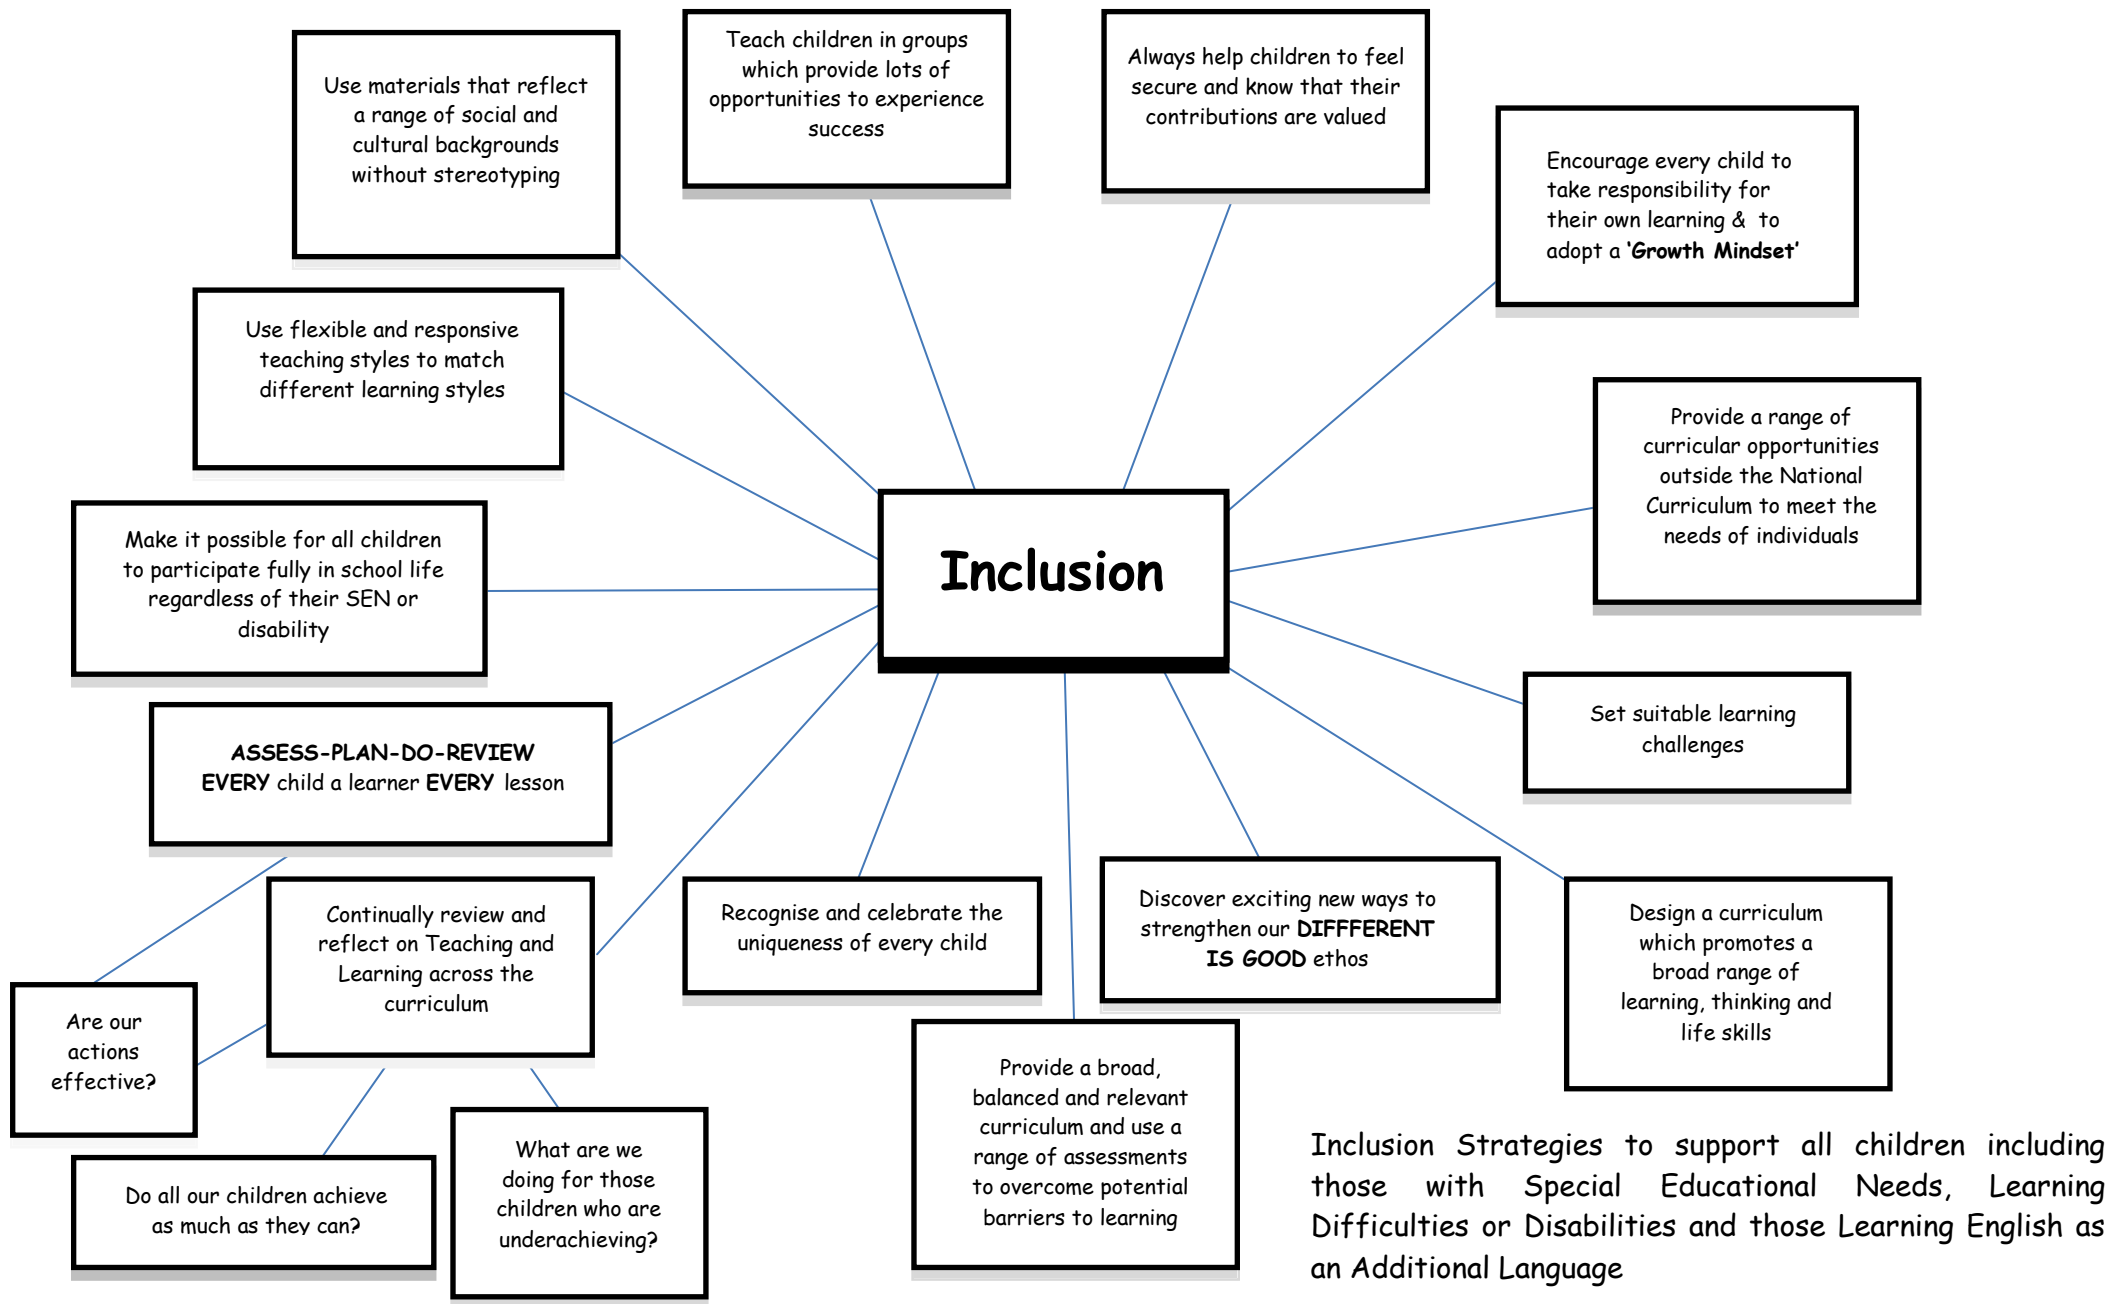 Teach children in groups
which provide lots of
opportunities to experience
success
Always help children to feel
secure and know that their
contributions are valued
Use materials that reflect
a range of social and
cultural backgrounds
without stereotyping
Encourage every child to
take responsibility for
their own learning & to
adopt a ‘Growth Mindset’
Use flexible and responsive
teaching styles to match
different learning styles
Provide a range of
curricular opportunities
outside the National
Curriculum to meet the
needs of individuals
Inclusion
Make it possible for all children
to participate fully in school life
regardless of their SEN or
disability
Set suitable learning
challenges
ASSESS-PLAN-DO-REVIEW
EVERY child a learner EVERY lesson
Continually review and
reflect on Teaching and
Learning across the
curriculum
Recognise and celebrate the
uniqueness of every child
Discover exciting new ways to
strengthen our DIFFFERENT
IS GOOD ethos
Design a curriculum
which promotes a
broad range of
learning, thinking and
life skills
Are our
actions
effective?
Provide a broad,
balanced and relevant
curriculum and use a
range of assessments
to overcome potential
barriers to learning
What are we
doing for those
children who are
underachieving?
Do all our children achieve
as much as they can?
Inclusion Strategies to support all children including
those with Special Educational Needs, Learning
Difficulties or Disabilities and those Learning English as
an Additional Language